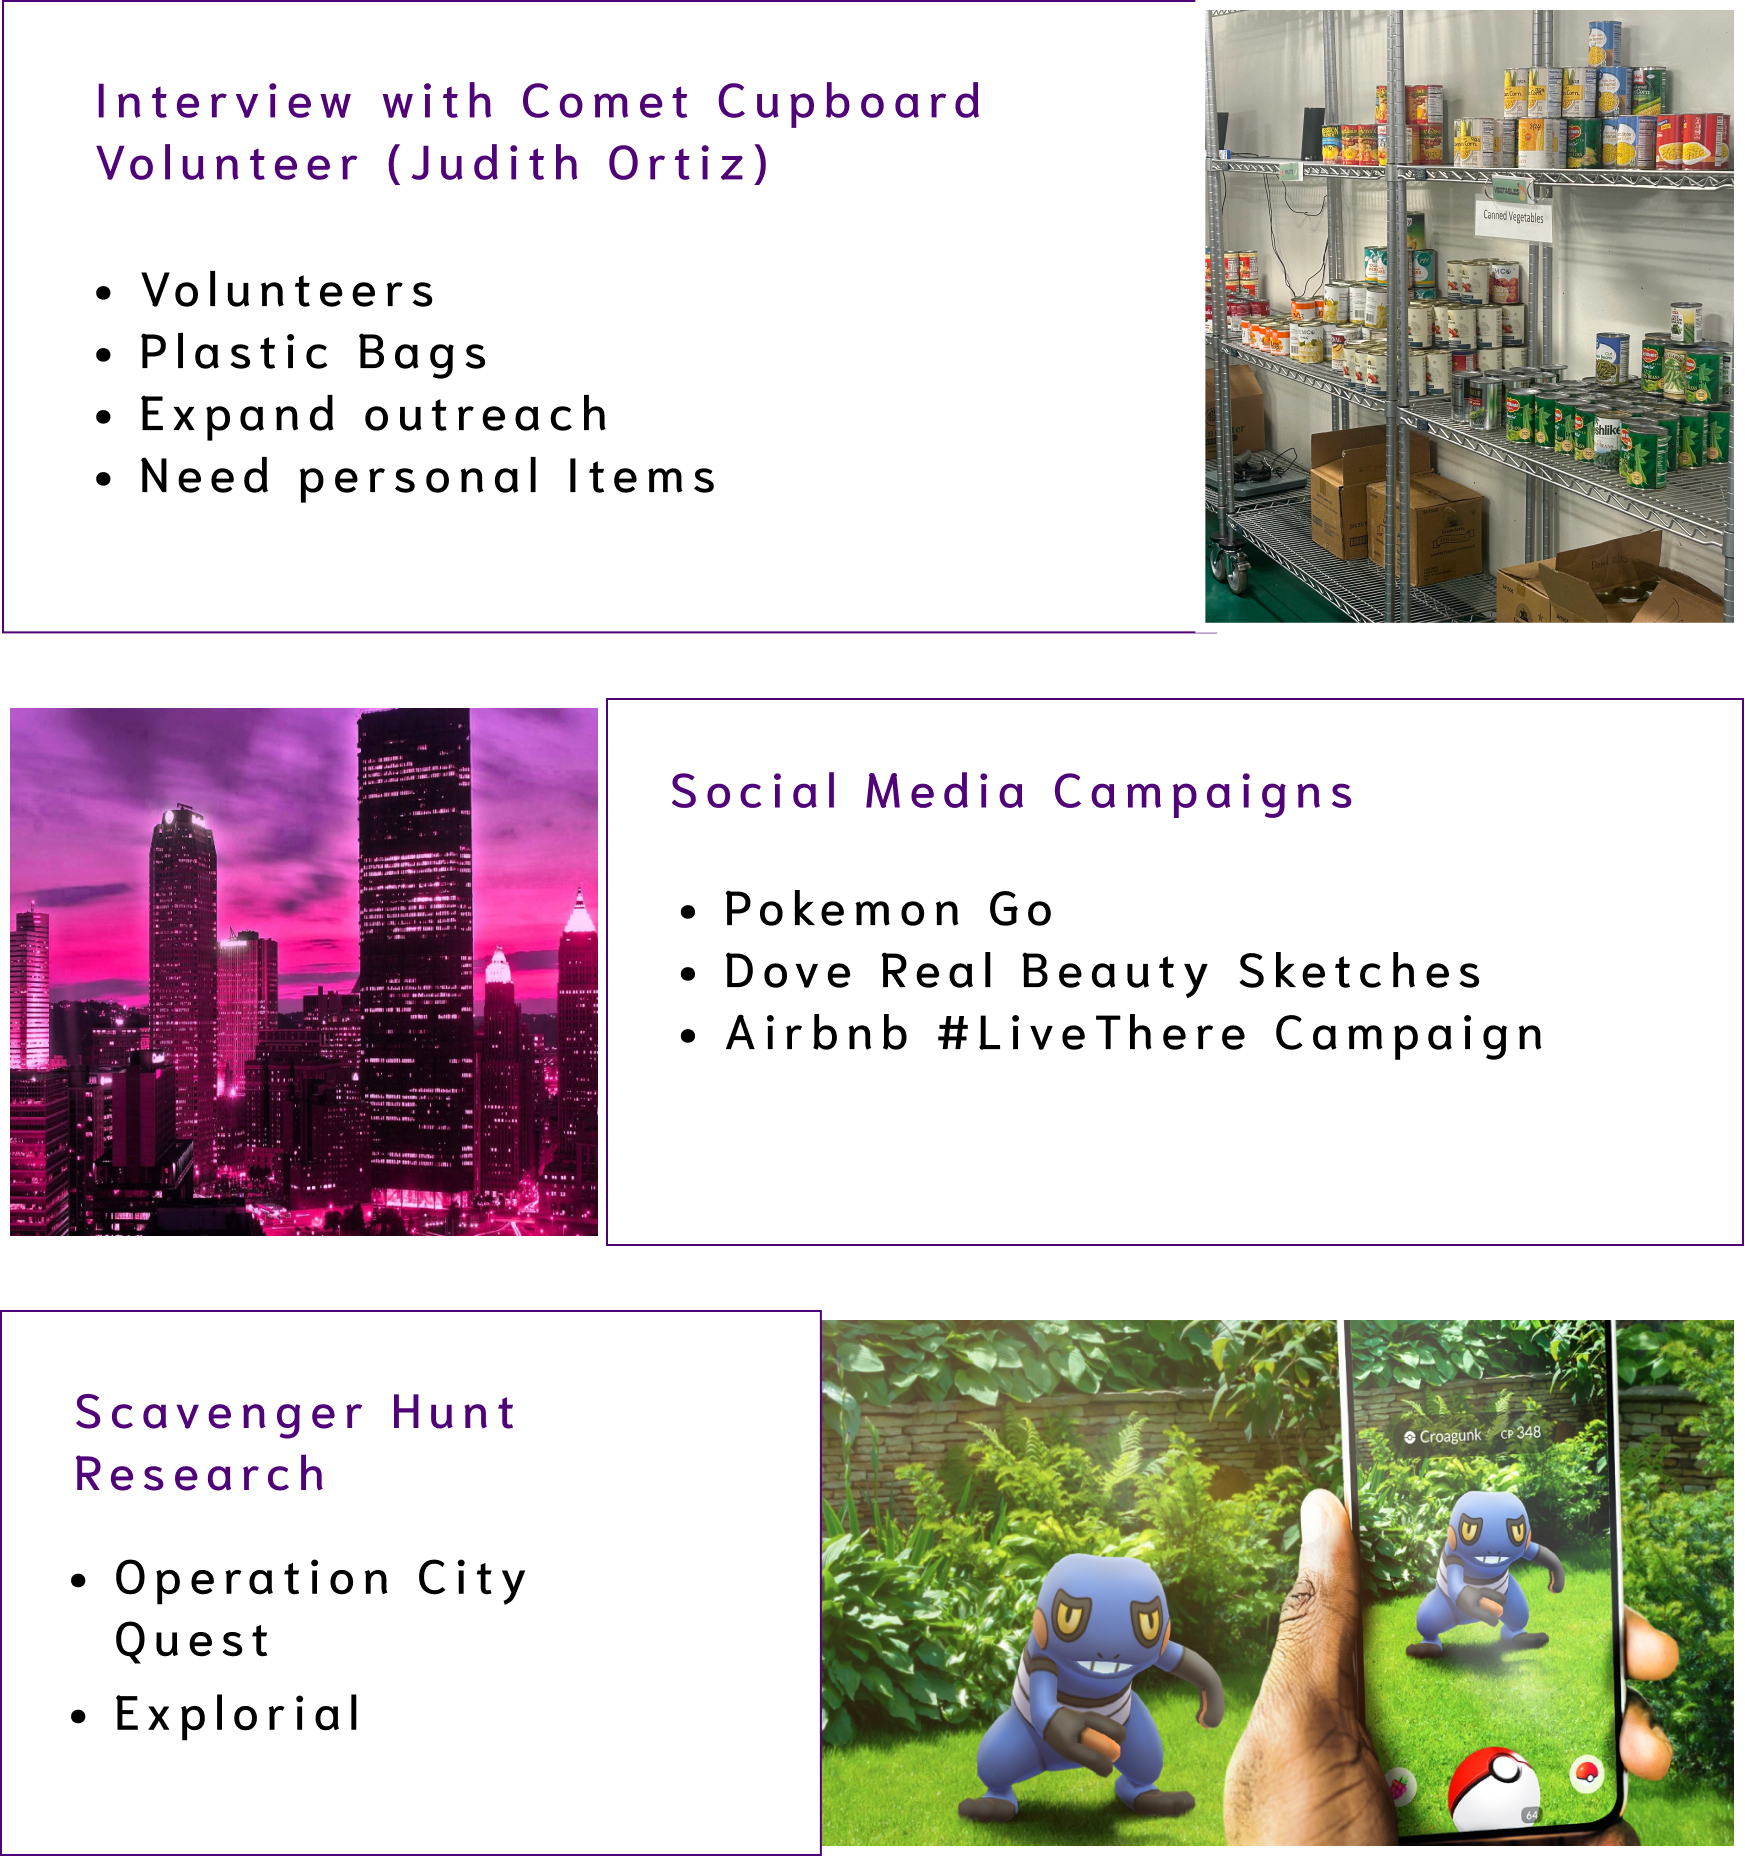 Interview with Comet Cupboard
Volunteer (Judith Ortiz)
• Volunteers
• Plastic Bags
• Expand outreach
• Need personal Items
Canned Vegetables
Social Media Campaigns
• Pokemon Go
• Dove Real Beauty Sketches
• Airbnb #LiveThere Campaign
Scavenger Hunt
Research
• Operation City
Quest
• Explorial
Croagunk CP 348
64